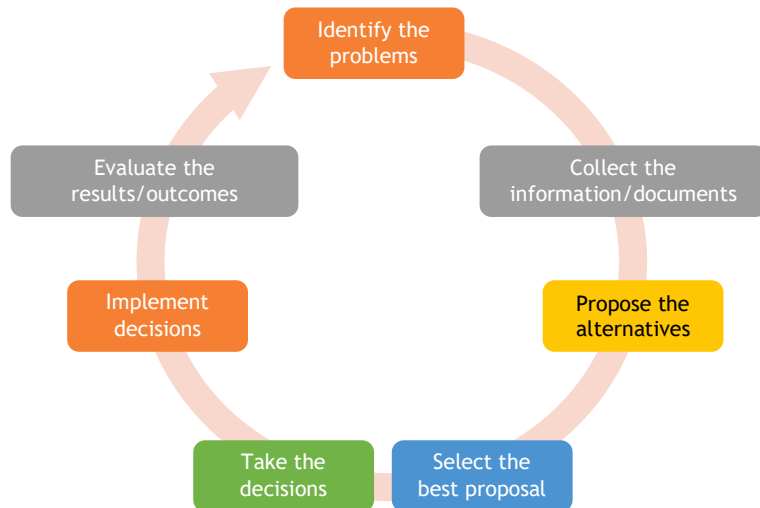 Identify the
problems
Collect the
information/documents
Propose the
alternatives
Select the
best proposal
Take the
decisions
Implement
decisions
Evaluate the
results/outcomes